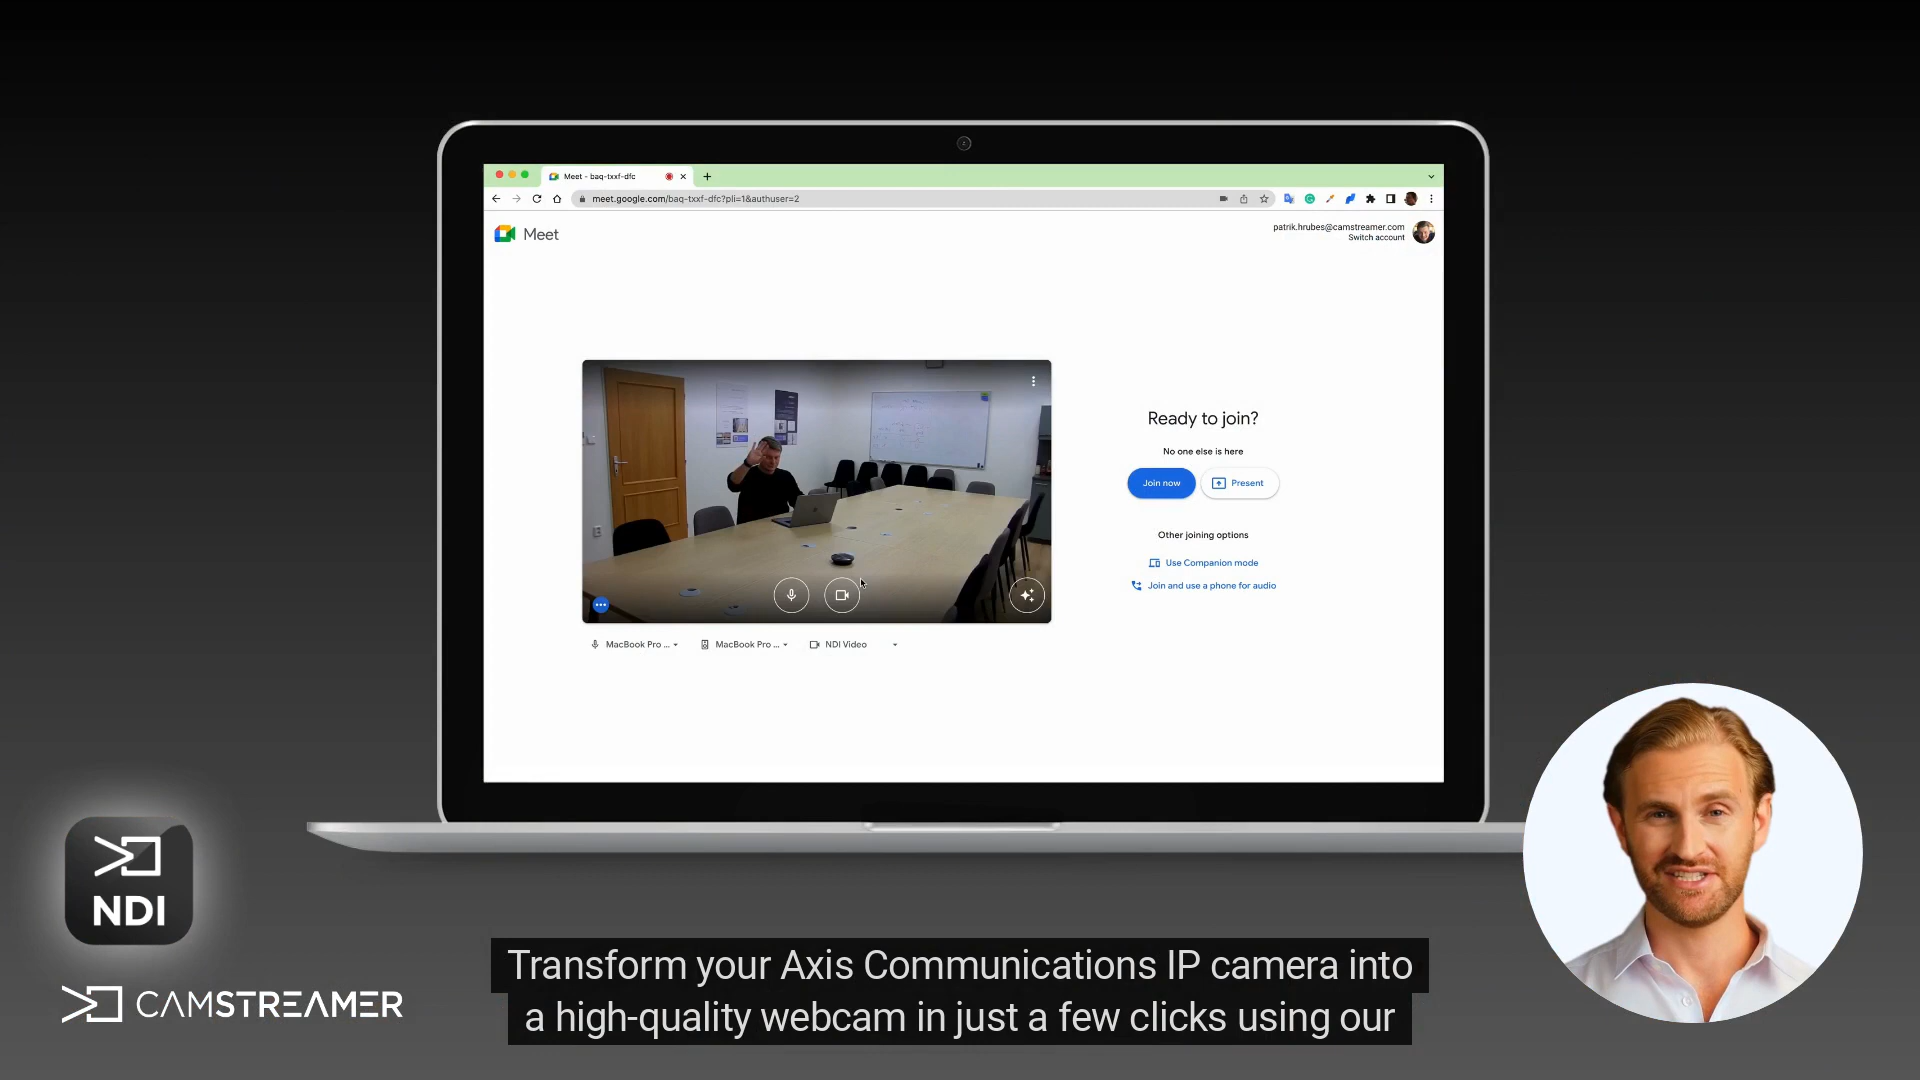 Meet - baq-txxf-dfc
meet.google.com/baq-txxf-dfc?pli=1&authuser=2
Meet
patrik.hrubes@camstreamer.com
Switch account
Ready to join?
No one else is here
Join now
Present
Other joining options
Use Companion mode
Join and use a phone for audio
MacBook Pro ...
MacBook Pro ...
NDI Video
NDI
CAMSTREAMER
Transform your Axis Communications IP camera into
a high-quality webcam in just a few clicks using our